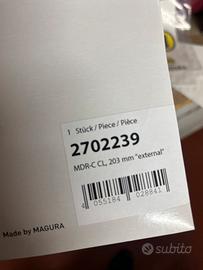 1 Stück / Piece / Pièce
2702239
MDR-C CL, 203 mm "external"
4 055184 028841
Made by MAGURA
subito